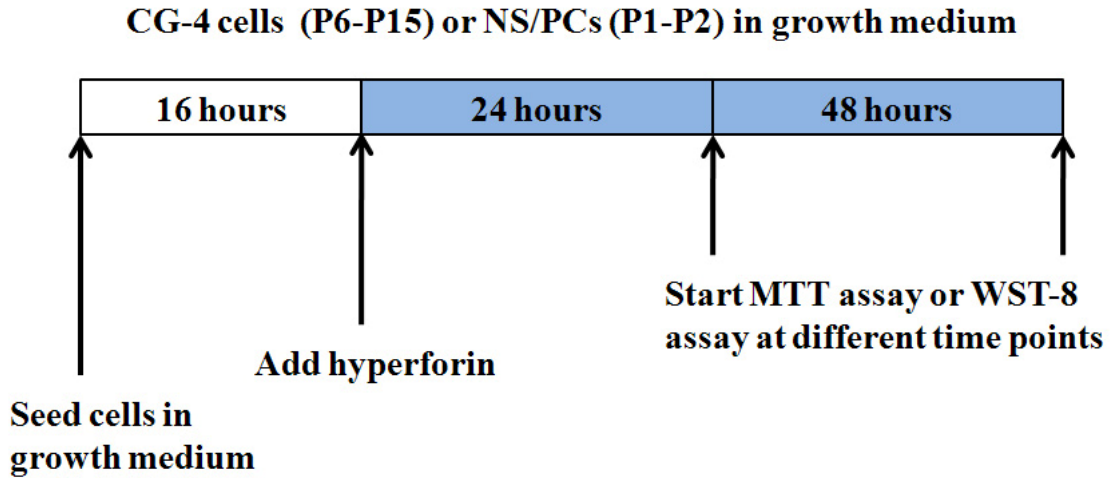 CG-4 cells (P6-P15) or NS/PCs (P1-P2) in growth medium
16 hours
24 hours
48 hours
Start MTT assay or WST-8
assay at different time points
Add hyperforin
Seed cells in
growth medium